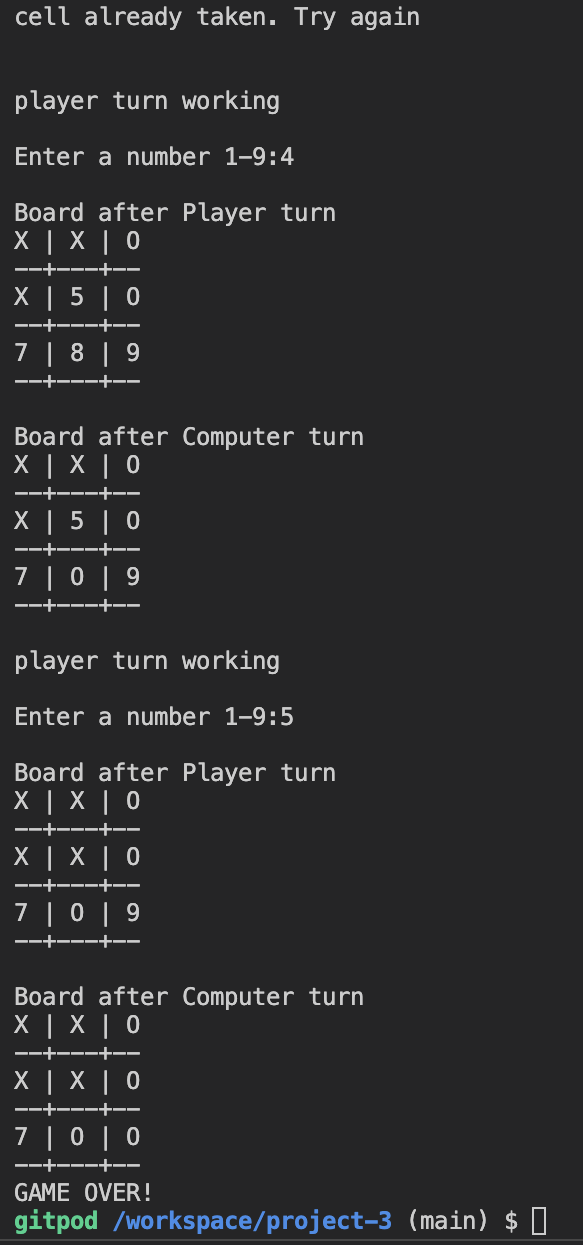 cell already taken. Try again
player turn working
Enter a number 1-9:4
Board after Player turn
X | X | O
--+---+--
X | 5 | O
--+---+--
7 | 8 | 9
--+---+--
Board after Computer turn
X | X | O
--+---+--
X | 5 | O
--+---+--
7 | O | 9
--+---+--
player turn working
Enter a number 1-9:5
Board after Player turn
X | X | O
--+---+--
X | X | O
--+---+--
7 | O | 9
--+---+--
Board after Computer turn
X | X | O
--+---+--
X | X | O
--+---+--
7 | O | O
--+---+--
GAME OVER!
gitpod /workspace/project-3 (main) $